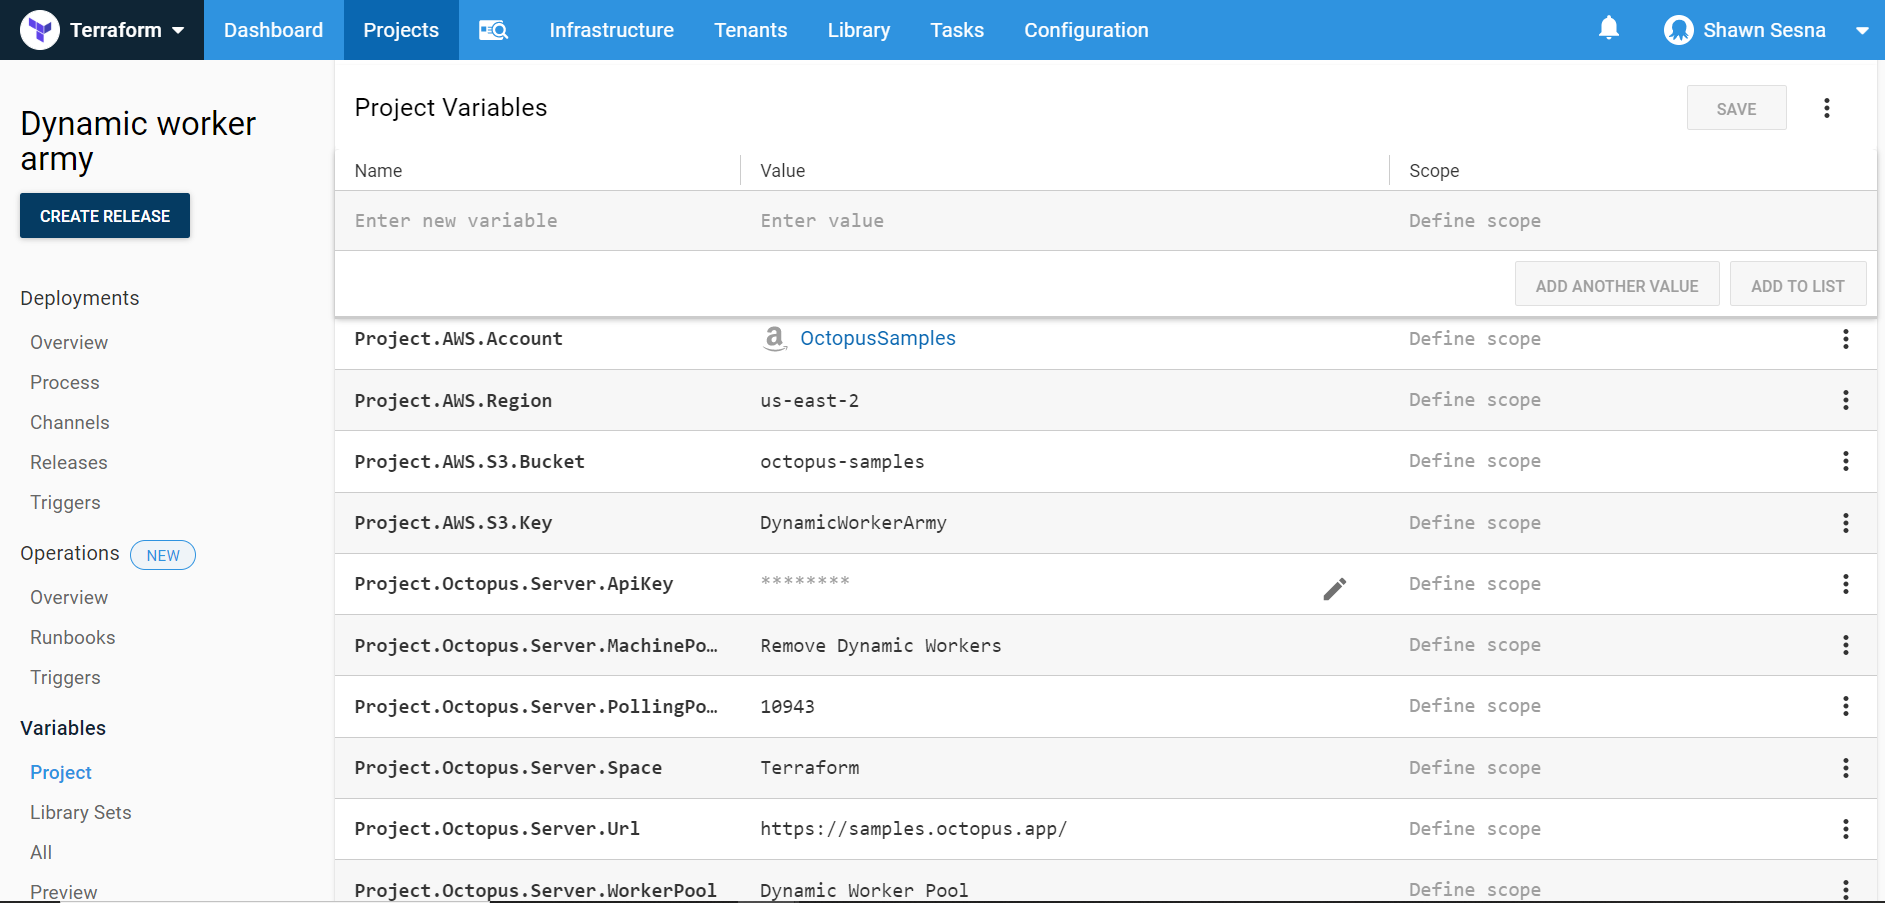 Terraform
Dashboard
Projects
Infrastructure
Tenants
Library
Tasks
Configuration
Shawn Sesna
Dynamic worker
army
CREATE RELEASE
Deployments
Overview
Process
Channels
Releases
Triggers
Operations NEW
Overview
Runbooks
Triggers
Variables
Project
Library Sets
All
Preview
Project Variables
SAVE
Name Value Scope
Enter new variable Enter value Define scope
ADD ANOTHER VALUE ADD TO LIST
Project.AWS.Account a OctopusSamples Define scope
Project.AWS.Region us-east-2 Define scope
Project.AWS.S3.Bucket octopus-samples Define scope
Project.AWS.S3.Key DynamicWorkerArmy Define scope
Project.Octopus.Server.ApiKey ******** Define scope
Project.Octopus.Server.MachinePo… Remove Dynamic Workers Define scope
Project.Octopus.Server.PollingPo… 10943 Define scope
Project.Octopus.Server.Space Terraform Define scope
Project.Octopus.Server.Url https://samples.octopus.app/ Define scope
Project.Octopus.Server.WorkerPool Dynamic Worker Pool Define scope